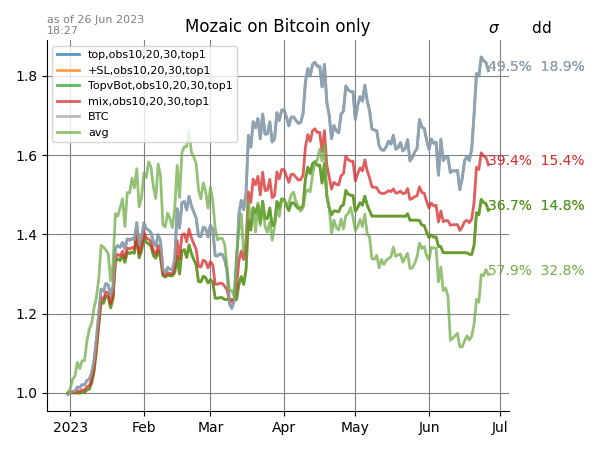 as of 26 Jun 2023
18:27
Mozaic on Bitcoin only
σ dd
top,obs10,20,30,top1
+SL,obs10,20,30,top1
TopvBot,obs10,20,30,top1
mix,obs10,20,30,top1
BTC
avg
49.5% 18.9%
39.4% 15.4%
36.7% 14.8%
57.9% 32.8%
1.8
1.6
1.4
1.2
1.0
2023 Feb Mar Apr May Jun Jul